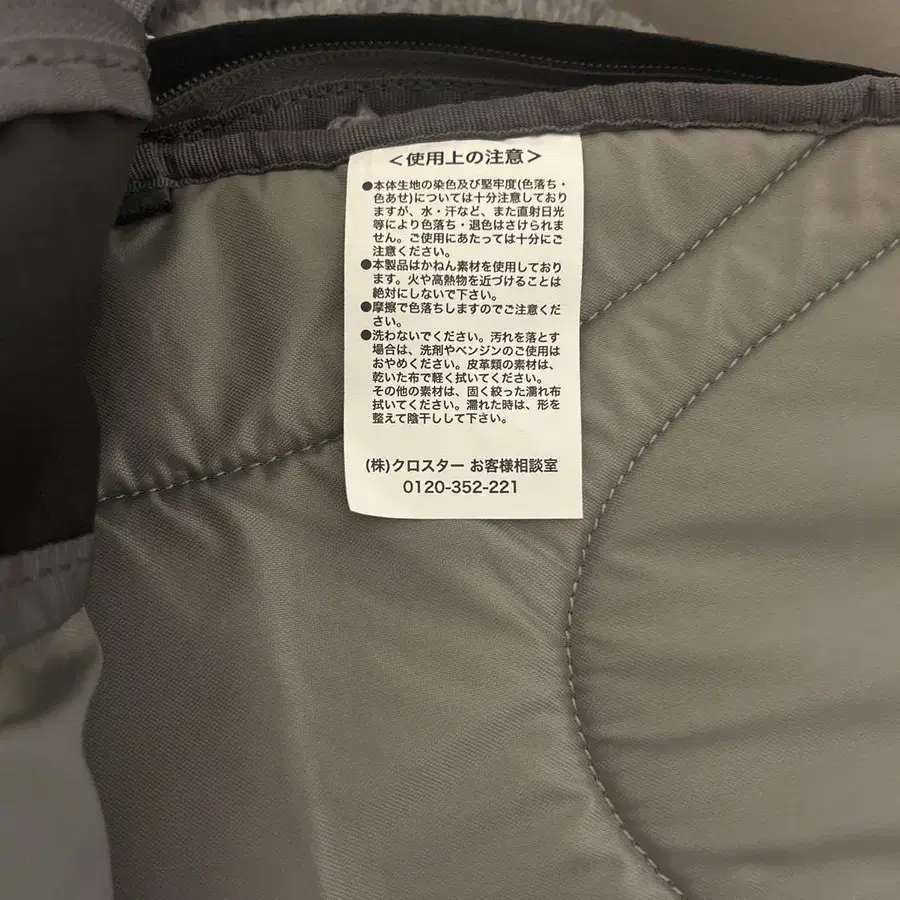 ＜使用上の注意＞
●本体生地の染色及び堅牢度(色落ち・
色あせ)については十分注意しており
ますが、水・汗など、また直射日光
等により色落ち・退色はさけられま
せん。ご使用にあたっては十分にご
注意ください。
●本製品はかねん素材を使用しており
ます。火や高熱物を近づけることは
絶対にしないで下さい。
●摩擦で色落ちしますのでご注意くだ
さい。
●洗わないでください。汚れを落とす
場合は、洗剤やベンジンのご使用は
おやめください。皮革類の素材は、
乾いた布で軽く拭いてください。
その他の素材は、固く絞った濡れ布
拭いてください。濡れた時は、形を
整えて陰干しして下さい。
(株)クロスター お客様相談室
0120-352-221